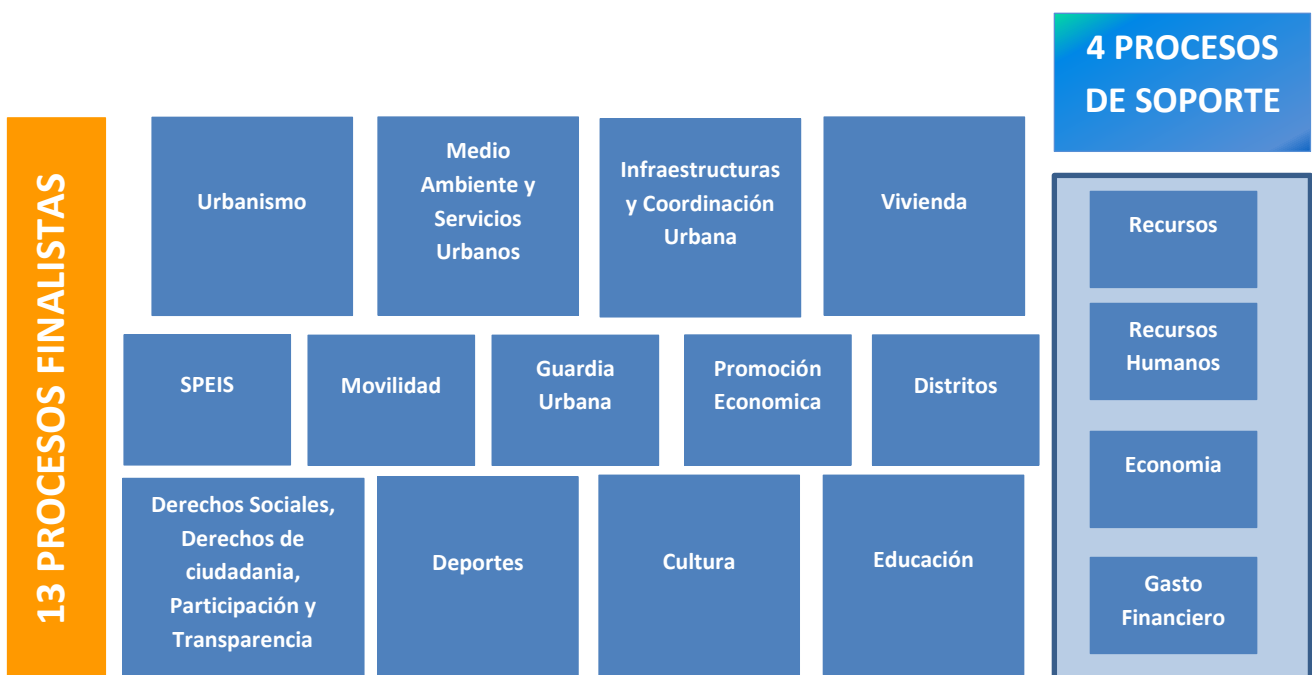 4 PROCESOS
DE SOPORTE
13 PROCESOS FINALISTAS
Urbanismo
Medio
Ambiente y
Servicios
Urbanos
Infraestructuras
y Coordinación
Urbana
Vivienda
SPEIS
Movilidad
Guardia
Urbana
Promoción
Economica
Distritos
Derechos Sociales,
Derechos de
ciudadania,
Participación y
Transparencia
Deportes
Cultura
Educación
Recursos
Recursos
Humanos
Economia
Gasto
Financiero